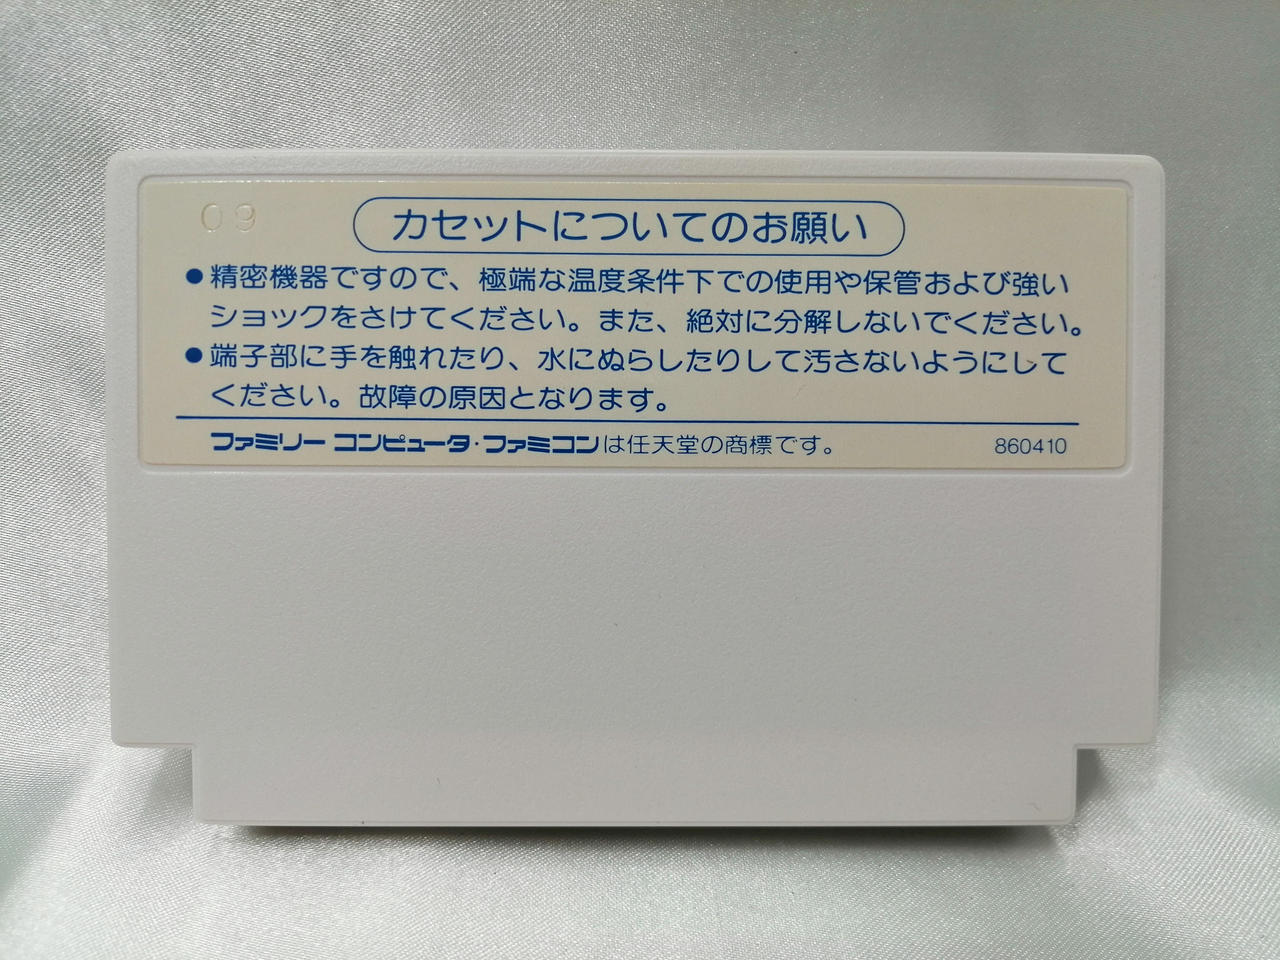 09
カセットについてのお願い
●精密機器ですので、極端な温度条件下での使用や保管および強い
ショックをさけてください。また、絶対に分解しないでください。
●端子部に手を触れたり、水にぬらしたりして汚さないようにして
ください。故障の原因となります。
ファミリー コンピュータ・ファミコンは任天堂の商標です。 860410